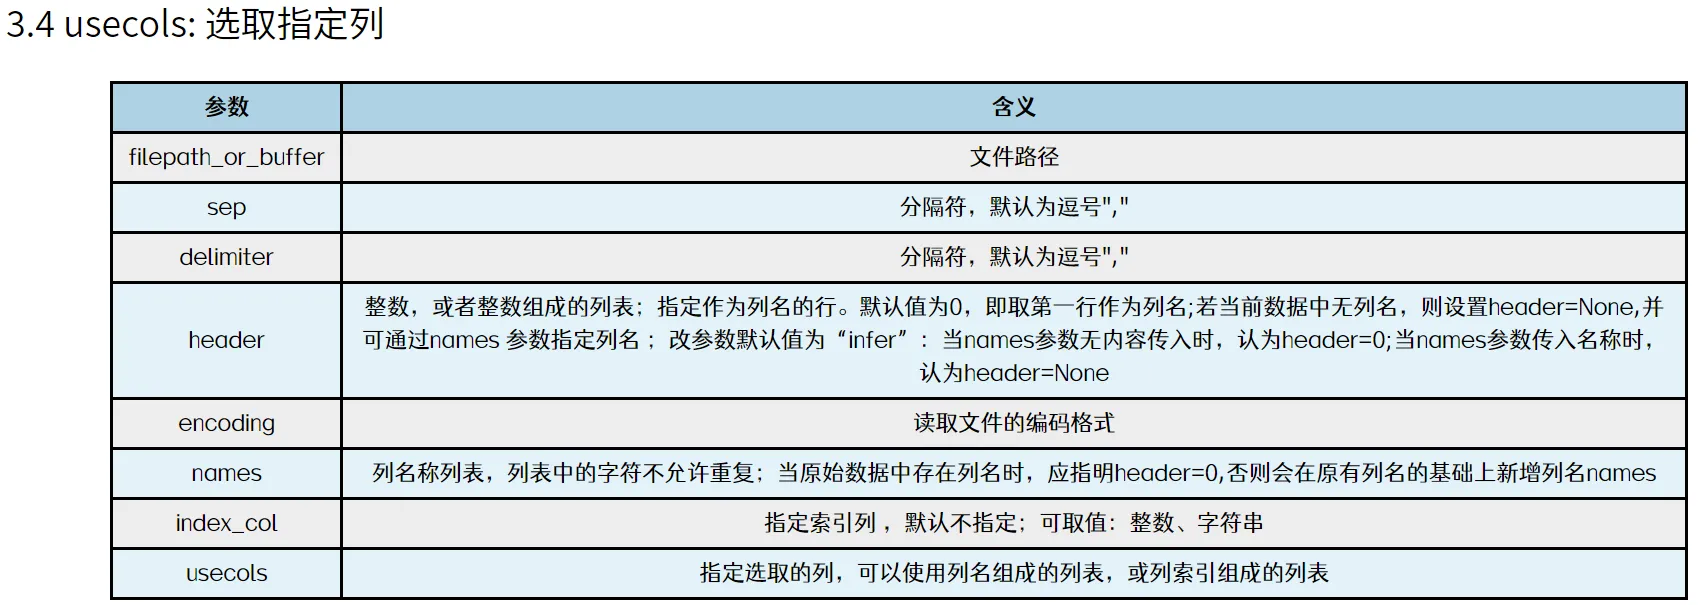 3.4 usecols: 选取指定列
参数
含义
filepath_or_buffer
文件路径
sep
分隔符，默认为逗号","
delimiter
分隔符，默认为逗号","
header
整数，或者整数组成的列表；指定作为列名的行。默认值为0，即取第一行作为列名;若当前数据中无列名，则设置header=None,并
可通过names 参数指定列名 ；改参数默认值为“infer”：当names参数无内容传入时，认为header=0;当names参数传入名称时，
认为header=None
encoding
读取文件的编码格式
names
列名称列表，列表中的字符不允许重复；当原始数据中存在列名时，应指明header=0,否则会在原有列名的基础上新增列名names
index_col
指定索引列 ，默认不指定；可取值：整数、字符串
usecols
指定选取的列，可以使用列名组成的列表，或列索引组成的列表